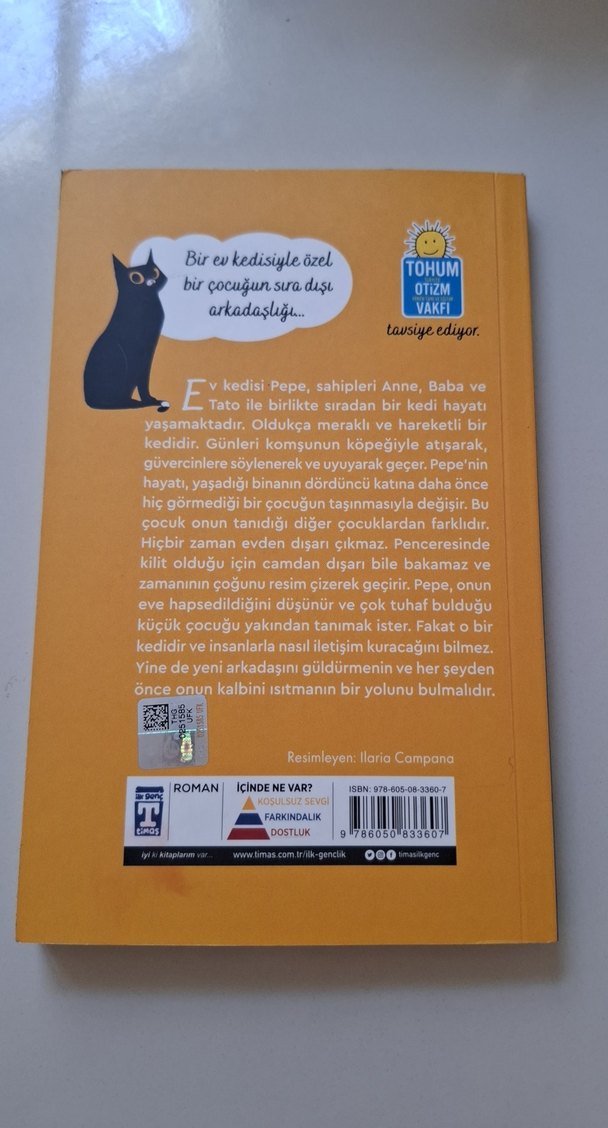 Bir ev kedisiyle özel
bir çocuğun sıra dışı
arkadaşlığı...
TOHUM
OTİZM
VAKFI
tavsiye ediyor.
Ev kedisi Pepe, sahipleri Anne, Baba ve
Tato ile birlikte sıradan bir kedi hayatı
yaşamaktadır. Oldukça meraklı ve hareketli bir
kedidir. Günleri komşunun köpeğiyle atışarak,
güvercinlere söylenerek ve uyuyarak geçer. Pepe'nin
hayatı, yaşadığı binanın dördüncü katına daha önce
hiç görmediği bir çocuğun taşınmasıyla değişir. Bu
çocuk onun tanıdığı diğer çocuklardan farklıdır.
Hiçbir zaman evden dışarı çıkmaz. Penceresinde
kilit olduğu için camdan dışarı bile bakamaz ve
zamanının çoğunu resim çizerek geçirir. Pepe, onun
eve hapsedildiğini düşünür ve çok tuhaf bulduğu
küçük çocuğu yakından tanımak ister. Fakat o bir
kedidir ve insanlarla nasıl iletişim kuracağını bilmez.
Yine de yeni arkadaşını güldürmenin ve her şeyden
önce onun kalbini ısıtmanın bir yolunu bulmalıdır.
THG
0251585
UFK
Resimleyen: Ilaria Campana
ilk genç
timaş
ROMAN
İÇİNDE NE VAR?
KOŞULSUZ SEVGİ
FARKINDALIK
DOSTLUK
ISBN: 978-605-08-3360-7
9 786050 833607
iyi ki kitaplarım var...
www.timas.com.tr/ilk-genclik
timasilkgenc